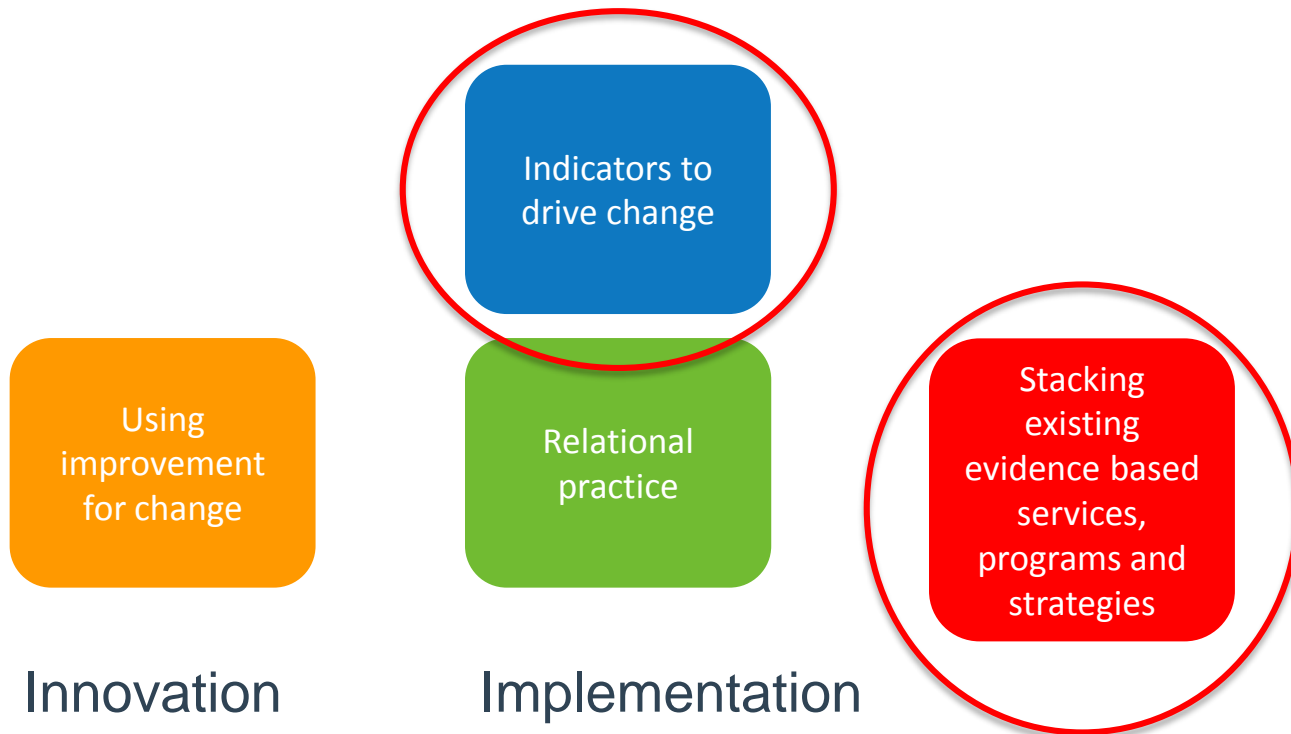 Indicators to
drive change
Using
improvement
for change
Relational
practice
Stacking
existing
evidence based
services,
programs and
strategies
Innovation
Implementation